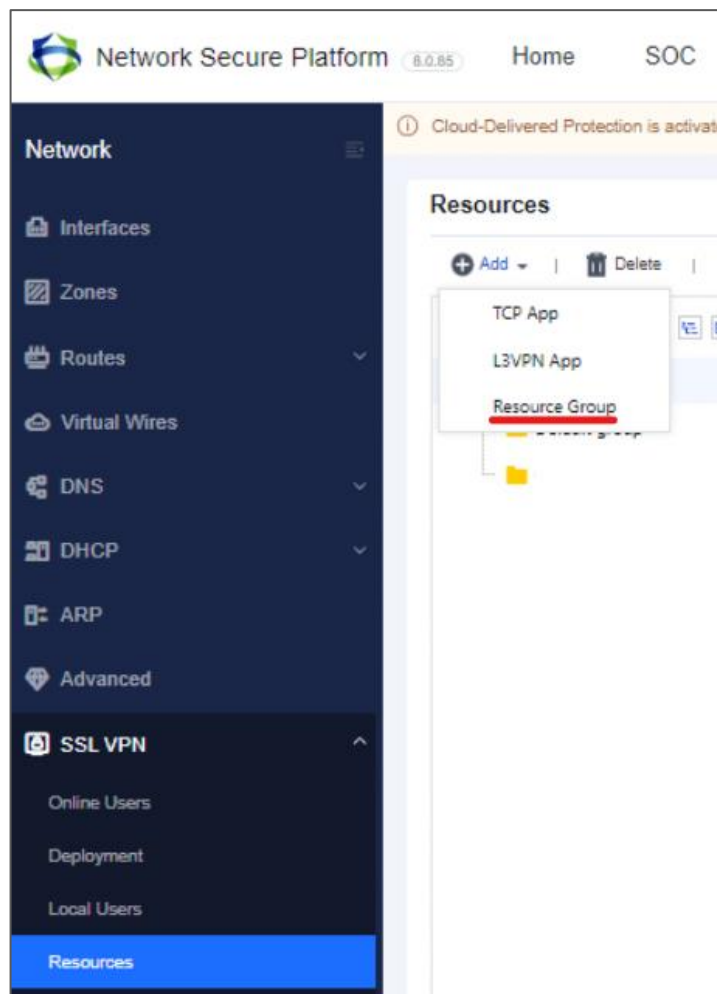 Network Secure Platform 8.0.85 Home SOC
Network
Cloud-Delivered Protection is activat
Interfaces
Zones
Routes
Virtual Wires
DNS
DHCP
ARP
Advanced
SSL VPN
Online Users
Deployment
Local Users
Resources
Resources
Add | Delete |
TCP App
L3VPN App
Resource Group
Default group